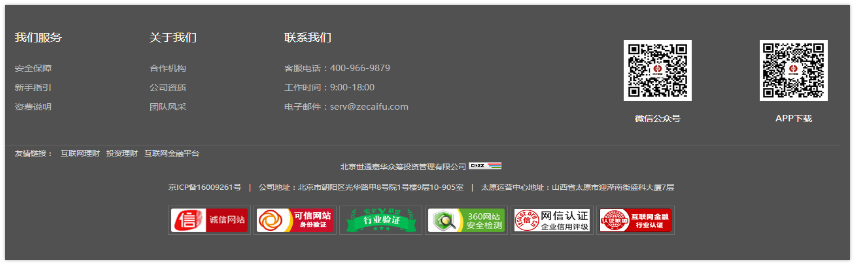 我们服务
关于我们
联系我们
安全保障
合作机构
客服电话：400-966-9879
新手指引
公司资质
工作时间：9:00-18:00
资费说明
团队风采
电子邮件：serv@zecaifu.com
微信公众号
APP下载
友情链接： 互联网理财 投资理财 互联网金融平台
北京世通嘉华众筹投资管理有限公司
京ICP备16009261号 | 公司地址：北京市朝阳区光华路甲8号院1号楼9层10-905室 | 太原运营中心地址：山西省太原市迎泽南街盛科大厦7层
诚信网站
可信网站
身份验证
行业验证
360网站
安全检测
网信认证
企业信用评级
互联网金融
行业认证